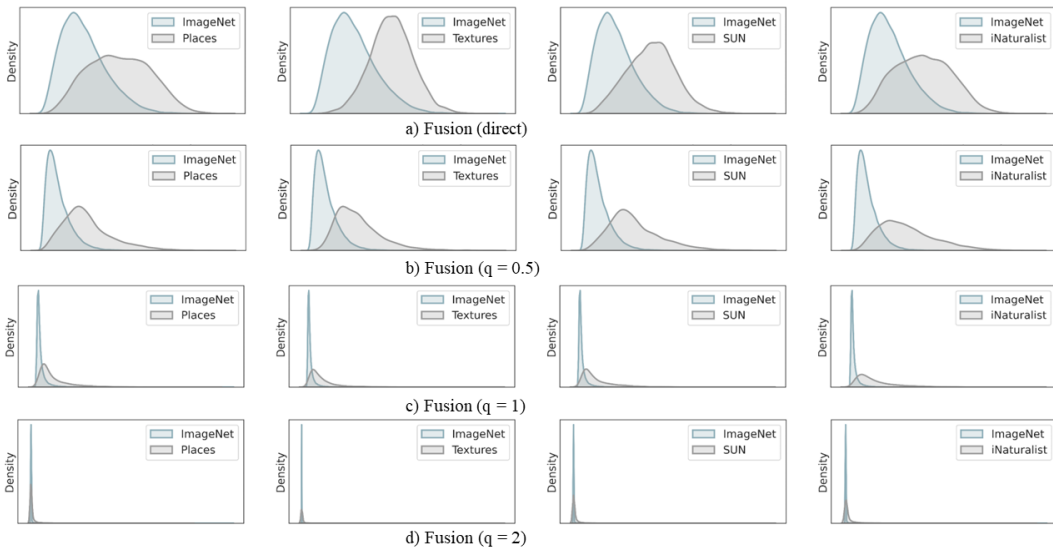 Density
ImageNet
Places
Density
ImageNet
Textures
Density
ImageNet
SUN
Density
ImageNet
iNaturalist
a) Fusion (direct)
Density
ImageNet
Places
Density
ImageNet
Textures
Density
ImageNet
SUN
Density
ImageNet
iNaturalist
b) Fusion (q = 0.5)
Density
ImageNet
Places
Density
ImageNet
Textures
Density
ImageNet
SUN
Density
ImageNet
iNaturalist
c) Fusion (q = 1)
Density
ImageNet
Places
Density
ImageNet
Textures
Density
ImageNet
SUN
Density
ImageNet
iNaturalist
d) Fusion (q = 2)